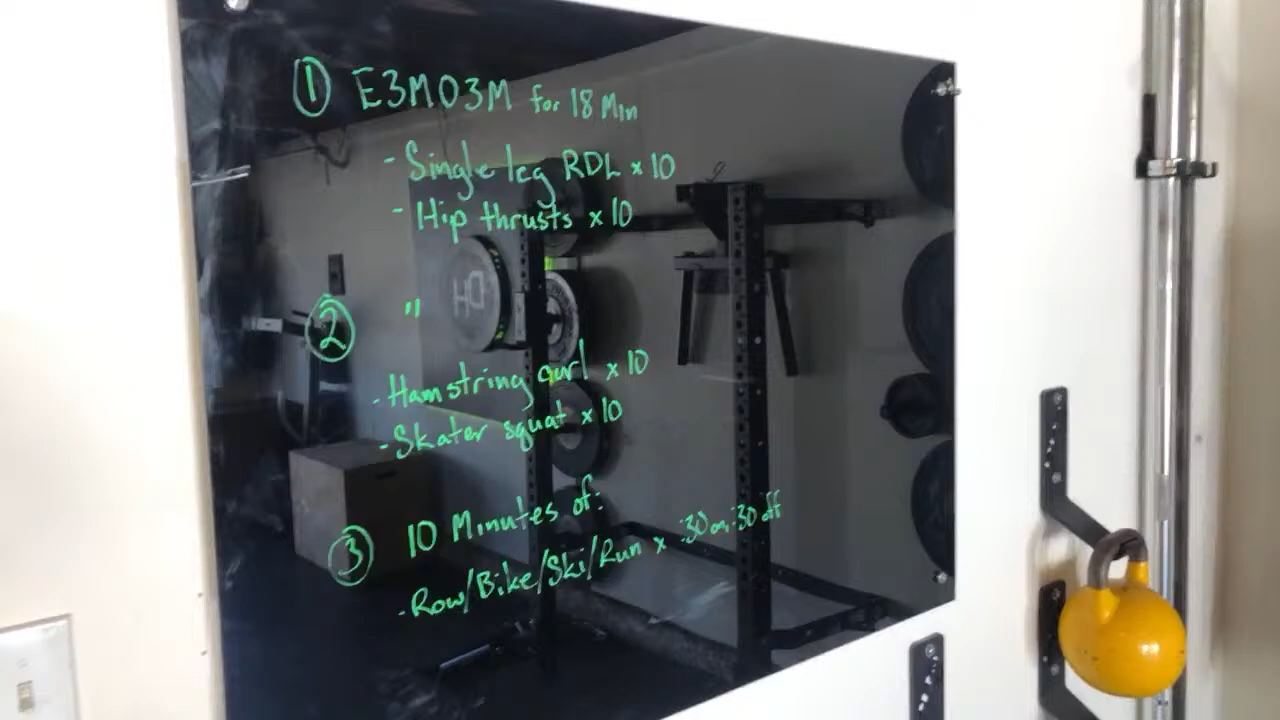 ① E3MO3M for 18 Min
- Single leg RDL x 10
- Hip thrusts x 10
② "
- Hamstring curl x 10
- Skater squat x 10
③ 10 Minutes of:
- Row/Bike/Ski/Run x :30 on, :30 off